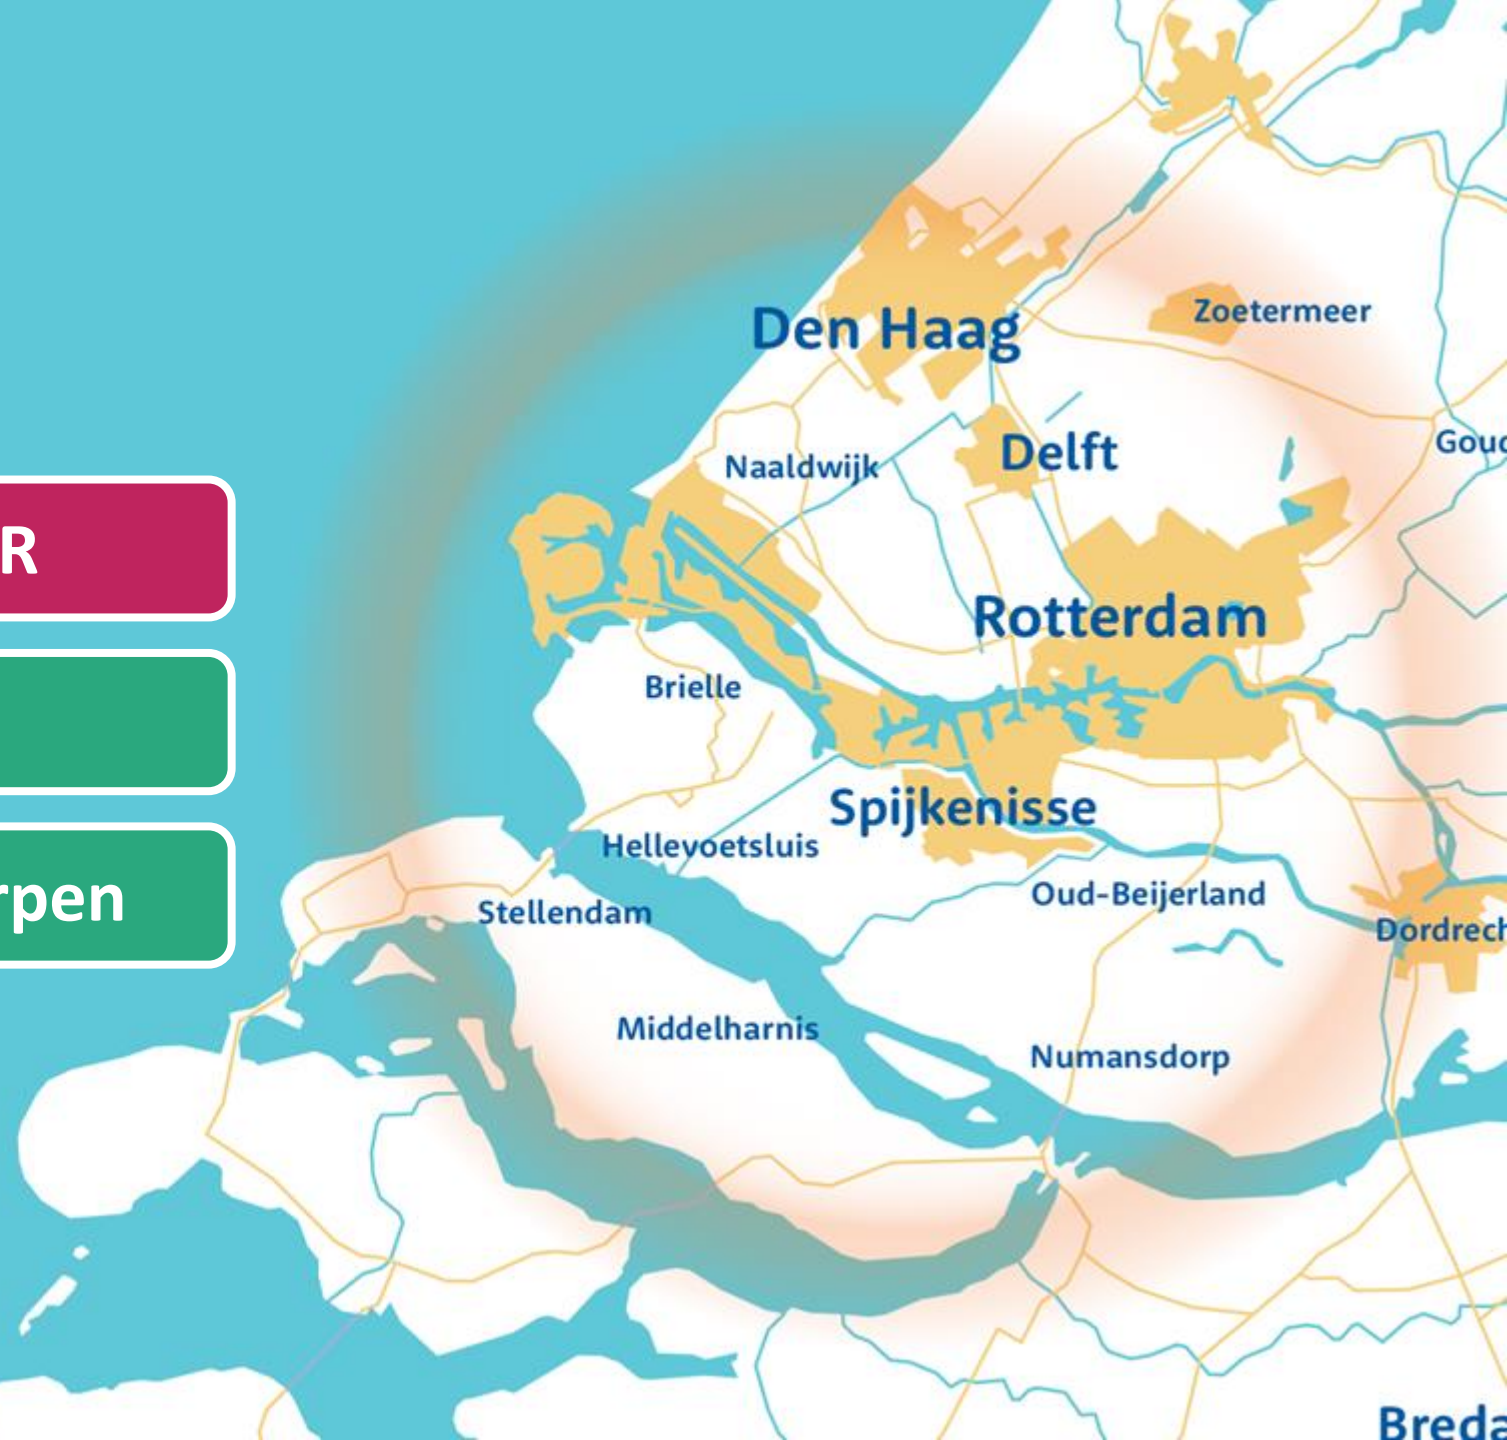 Den Haag
Zoetermeer
Delft
Goud
Naaldwijk
R
Rotterdam
Brielle
Spijkenisse
Hellevoetsluis
Oud-Beijerland
rpen
Stellendam
Dordrech
Middelharnis
Numansdorp
Breda